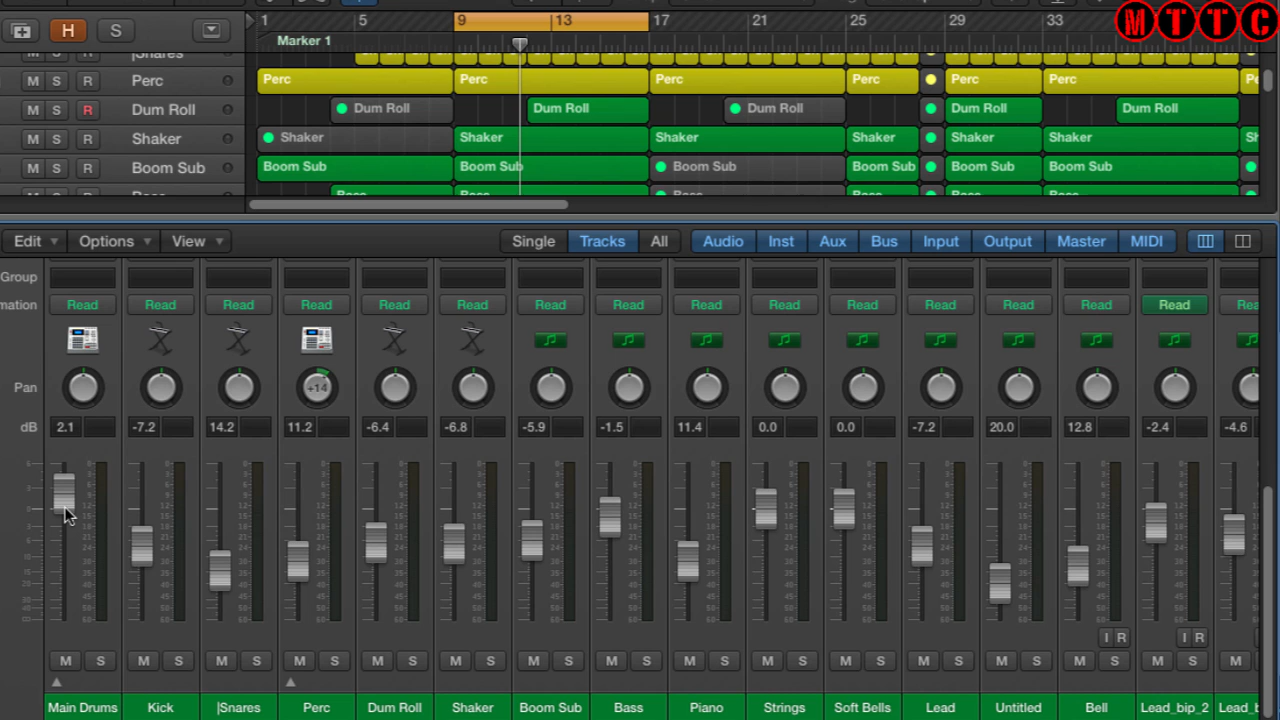 H S 1 5 9 13 17 21 25 29 33 MTTC
Marker 1
M S R |Snares
M S R Perc Perc Perc Perc Perc Perc Perc
M S R Dum Roll Dum Roll Dum Roll Dum Roll Dum Roll Dum Roll
M S R Shaker Shaker Shaker Shaker Shaker Shaker Shaker
M S R Boom Sub Boom Sub Boom Sub Boom Sub Boom Sub Boom Sub Boom Sub
Edit Options View Single Tracks All Audio Inst Aux Bus Input Output Master MIDI
Group
mation Read Read Read Read Read Read Read Read Read Read Read Read Read Read Read Rea
Pan +14
dB 2.1 -7.2 14.2 11.2 -6.4 -6.8 -5.9 -1.5 11.4 0.0 0.0 -7.2 20.0 12.8 -2.4 -4.6
I R I R
M S M S M S M S M S M S M S M S M S M S M S M S M S M S M S M
Main Drums Kick |Snares Perc Dum Roll Shaker Boom Sub Bass Piano Strings Soft Bells Lead Untitled Bell Lead_bip_2 Lead_b